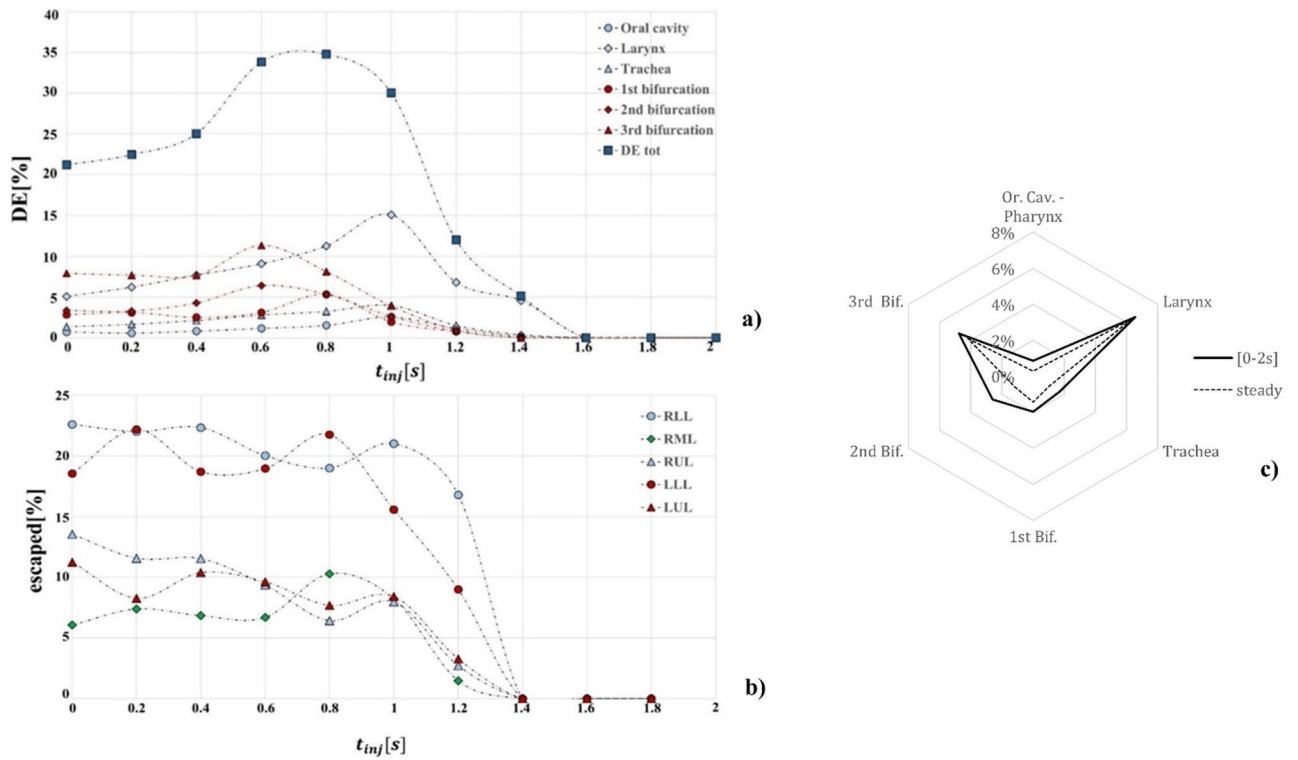 40
35
30
25
20
15
10
5
0
DE[%]
Oral cavity
Larynx
Trachea
1st bifurcation
2nd bifurcation
3rd bifurcation
DE tot
0 0.2 0.4 0.6 0.8 1 1.2 1.4 1.6 1.8 2
t_inj[s]
a)
25
20
15
10
5
0
escaped[%]
RLL
RML
RUL
LLL
LUL
0 0.2 0.4 0.6 0.8 1 1.2 1.4 1.6 1.8 2
t_inj[s]
b)
Or. Cav. -
Pharynx
8%
6%
4%
2%
0%
3rd Bif.
Larynx
2nd Bif.
Trachea
1st Bif.
[0-2s]
steady
c)